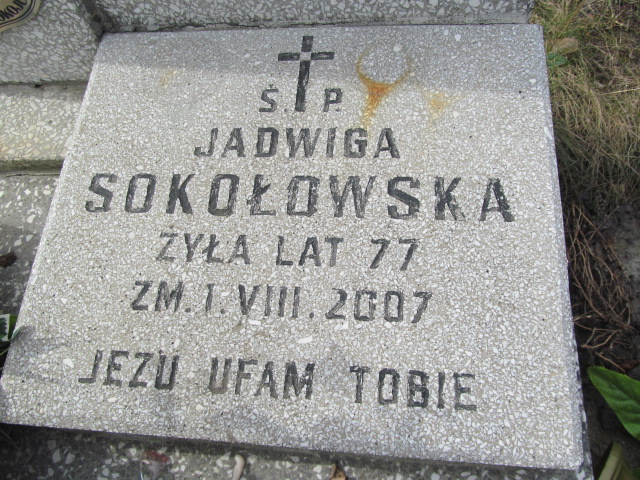 Ś. P.
JADWIGA
SOKOŁOWSKA
ŻYŁA LAT 77
ZM. 1. VIII. 2007
JEZU UFAM TOBIE